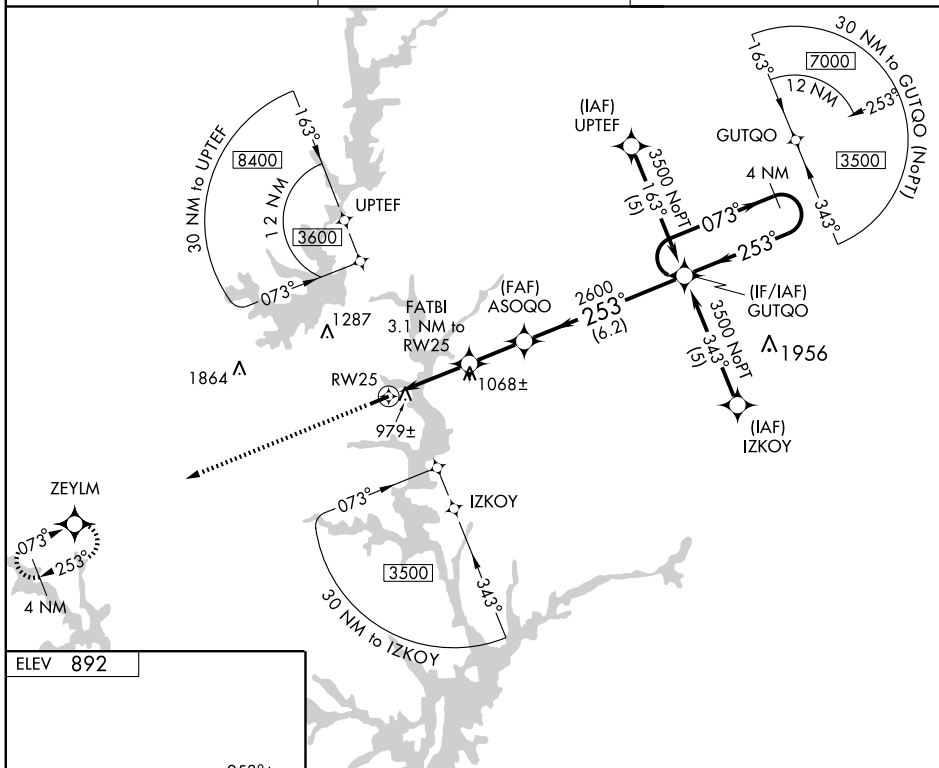 30 NM to GUTQO (NoPT)
163°
7000
12 NM
253°
GUTQO
3500
343°
(IAF)
UPTEF
3500 NoPT
163°
(5)
4 NM
073°
253°
(IF/IAF)
GUTQO
30 NM to UPTEF
163°
8400
12 NM
UPTEF
3600
073°
2600
253°
(6.2)
(FAF)
ASOQO
FATBI
3.1 NM to
RW25
3500 NoPT
343°
(5)
1956
(IAF)
IZKOY
1287
1864
RW25
1068±
979±
ZEYLM
073°
253°
4 NM
073°
IZKOY
3500
343°
30 NM to IZKOY
ELEV 892